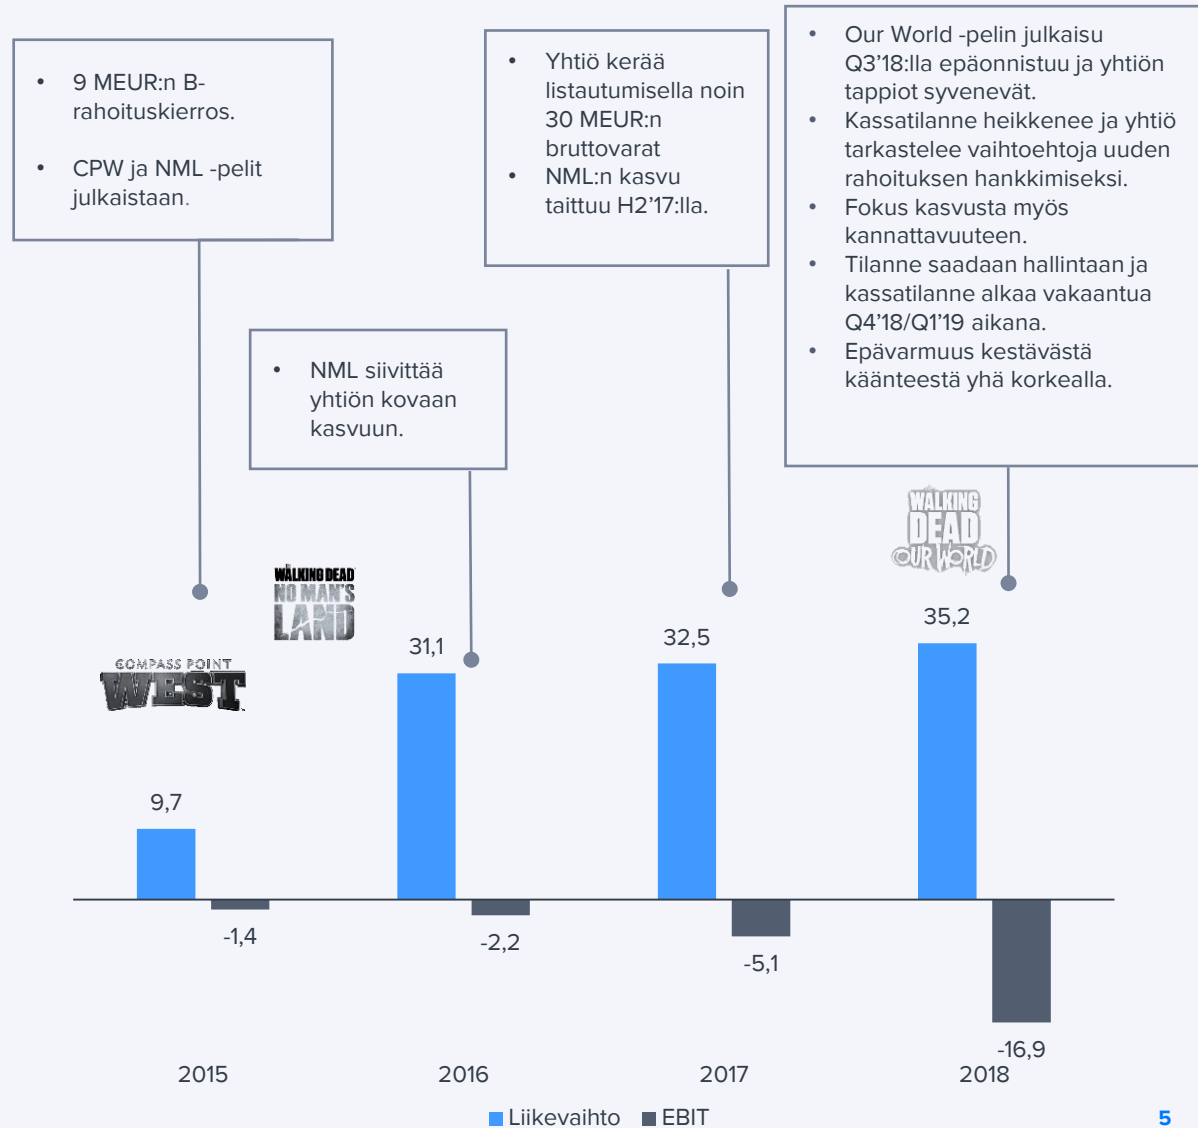 • 9 MEUR:n B-
rahoituskierros.
• CPW ja NML -pelit
julkaistaan.
• NML siivittää
yhtiön kovaan
kasvuun.
• Yhtiö kerää
listautumisella noin
30 MEUR:n
bruttovarat
• NML:n kasvu
taittuu H2'17:lla.
• Our World -pelin julkaisu
Q3'18:lla epäonnistuu ja yhtiön
tappiot syvenevät.
• Kassatilanne heikkenee ja yhtiö
tarkastelee vaihtoehtoja uuden
rahoituksen hankkimiseksi.
• Fokus kasvusta myös
kannattavuuteen.
• Tilanne saadaan hallintaan ja
kassatilanne alkaa vakaantua
Q4'18/Q1'19 aikana.
• Epävarmuus kestävästä
käänteestä yhä korkealla.
COMPASS POINT
WEST
THE
WALKING DEAD
NO MAN'S
LAND
THE
WALKING
DEAD
OUR WORLD
9,7
31,1
32,5
35,2
-1,4
-2,2
-5,1
-16,9
2015
2016
2017
2018
Liikevaihto
EBIT
5